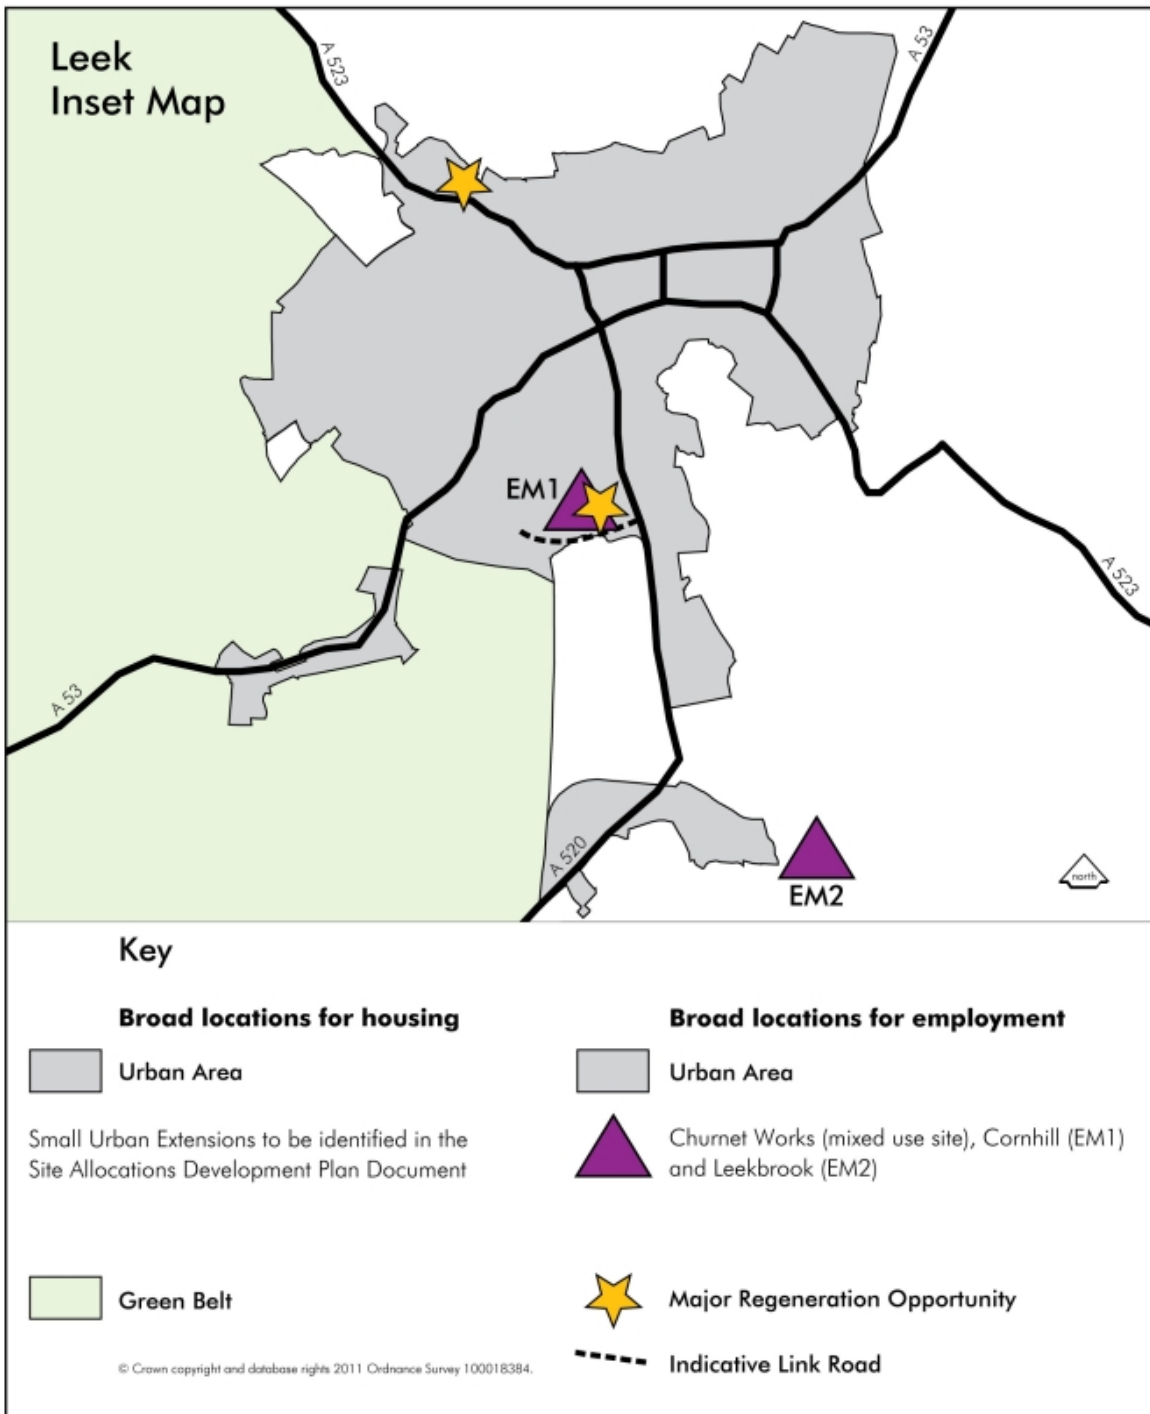 Leek
Inset Map
A 523
A 53
EM1
A 523
A 53
A 520
EM2
north
Key
Broad locations for housing
Urban Area
Small Urban Extensions to be identified in the
Site Allocations Development Plan Document
Green Belt
© Crown copyright and database rights 2011 Ordnance Survey 100018384.
Broad locations for employment
Urban Area
Churnet Works (mixed use site), Cornhill (EM1)
and Leekbrook (EM2)
Major Regeneration Opportunity
Indicative Link Road